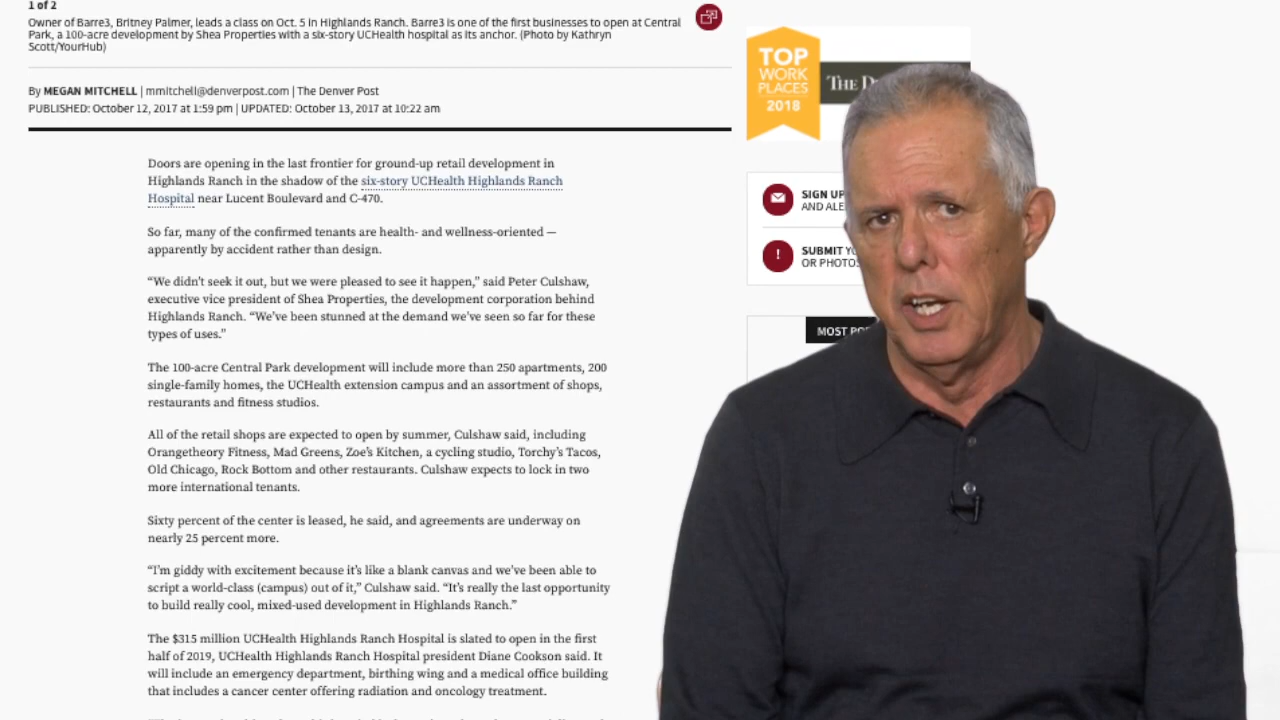 1 of 2
Owner of Barre3, Britney Palmer, leads a class on Oct. 5 in Highlands Ranch. Barre3 is one of the first businesses to open at Central
Park, a 100-acre development by Shea Properties with a six-story UCHealth hospital as its anchor. (Photo by Kathryn
Scott/YourHub)
By MEGAN MITCHELL | mmitchell@denverpost.com | The Denver Post
PUBLISHED: October 12, 2017 at 1:59 pm | UPDATED: October 13, 2017 at 10:22 am
Doors are opening in the last frontier for ground-up retail development in
Highlands Ranch in the shadow of the six-story UCHealth Highlands Ranch
Hospital near Lucent Boulevard and C-470.
So far, many of the confirmed tenants are health- and wellness-oriented —
apparently by accident rather than design.
“We didn’t seek it out, but we were pleased to see it happen,” said Peter Culshaw,
executive vice president of Shea Properties, the development corporation behind
Highlands Ranch. “We’ve been stunned at the demand we’ve seen so far for these
types of uses.”
The 100-acre Central Park development will include more than 250 apartments, 200
single-family homes, the UCHealth extension campus and an assortment of shops,
restaurants and fitness studios.
All of the retail shops are expected to open by summer, Culshaw said, including
Orangetheory Fitness, Mad Greens, Zoe’s Kitchen, a cycling studio, Torchy’s Tacos,
Old Chicago, Rock Bottom and other restaurants. Culshaw expects to lock in two
more international tenants.
Sixty percent of the center is leased, he said, and agreements are underway on
nearly 25 percent more.
“I’m giddy with excitement because it’s like a blank canvas and we’ve been able to
script a world-class (campus) out of it,” Culshaw said. “It’s really the last opportunity
to build really cool, mixed-used development in Highlands Ranch.”
The $315 million UCHealth Highlands Ranch Hospital is slated to open in the first
half of 2019, UCHealth Highlands Ranch Hospital president Diane Cookson said. It
will include an emergency department, birthing wing and a medical office building
that includes a cancer center offering radiation and oncology treatment.
TOP
WORK
PLACES
2018
THE
SIGN UP
AND
SUBMIT
OR PHOTOS
MOST